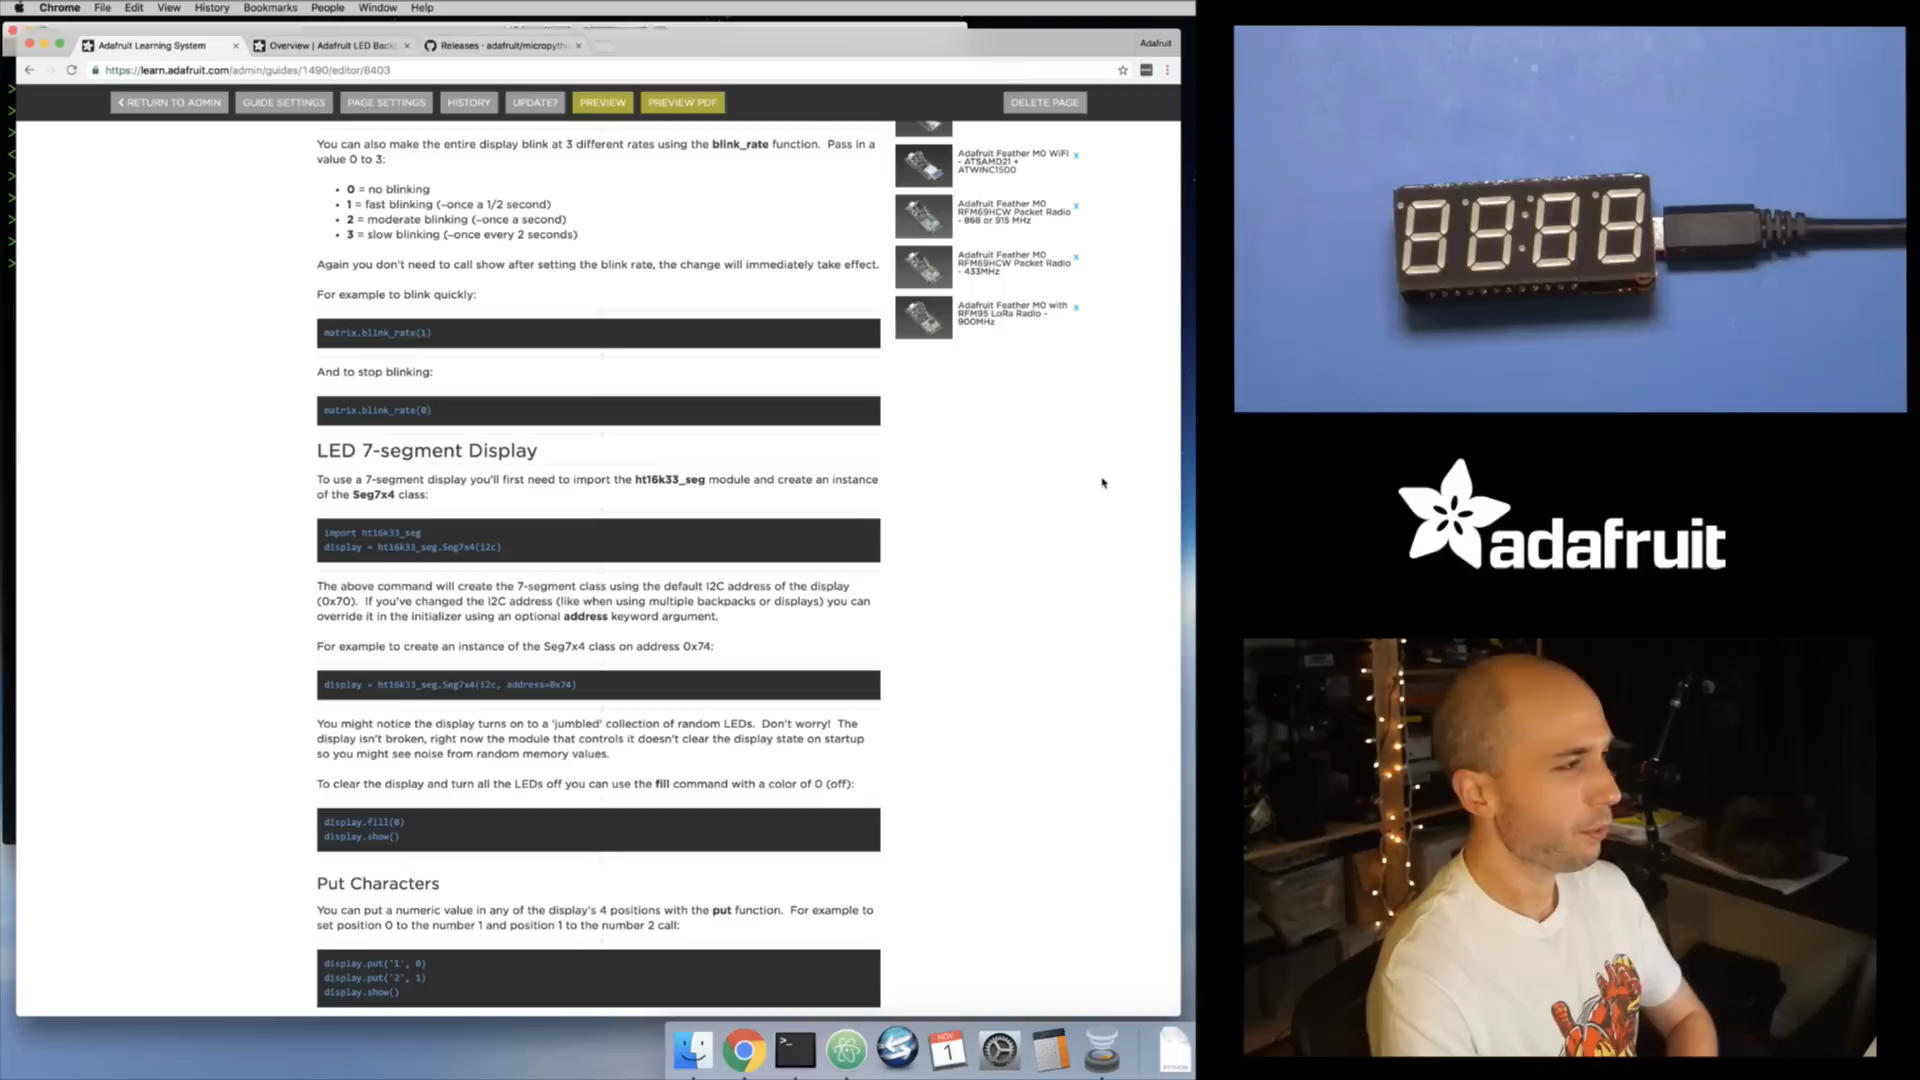 Chrome File Edit View History Bookmarks People Window Help
Adafruit Learning System
Overview | Adafruit LED Back
Releases · adafruit/micropyth
Adafruit
https://learn.adafruit.com/admin/guides/1490/editor/8403
RETURN TO ADMIN
GUIDE SETTINGS
PAGE SETTINGS
HISTORY
UPDATE?
PREVIEW
PREVIEW PDF
DELETE PAGE
You can also make the entire display blink at 3 different rates using the blink_rate function. Pass in a
value 0 to 3:
• 0 = no blinking
• 1 = fast blinking (~once a 1/2 second)
• 2 = moderate blinking (~once a second)
• 3 = slow blinking (~once every 2 seconds)
Again you don't need to call show after setting the blink rate, the change will immediately take effect.
For example to blink quickly:
matrix.blink_rate(1)
And to stop blinking:
matrix.blink_rate(0)
LED 7-segment Display
To use a 7-segment display you'll first need to import the ht16k33_seg module and create an instance
of the Seg7x4 class:
import ht16k33_seg
display = ht16k33_seg.Seg7x4(i2c)
The above command will create the 7-segment class using the default I2C address of the display
(0x70). If you've changed the I2C address (like when using multiple backpacks or displays) you can
override it in the initializer using an optional address keyword argument.
For example to create an instance of the Seg7x4 class on address 0x74:
display = ht16k33_seg.Seg7x4(i2c, address=0x74)
You might notice the display turns on to a 'jumbled' collection of random LEDs. Don't worry! The
display isn't broken, right now the module that controls it doesn't clear the display state on startup
so you might see noise from random memory values.
To clear the display and turn all the LEDs off you can use the fill command with a color of 0 (off):
display.fill(0)
display.show()
Put Characters
You can put a numeric value in any of the display's 4 positions with the put function. For example to
set position 0 to the number 1 and position 1 to the number 2 call:
display.put('1', 0)
display.put('2', 1)
display.show()
Adafruit Feather M0 WiFi
- ATSAMD21 +
ATWINC1500
Adafruit Feather M0
RFM69HCW Packet Radio
- 868 or 915 MHz
Adafruit Feather M0
RFM69HCW Packet Radio
- 433MHz
Adafruit Feather M0 with
RFM95 LoRa Radio -
900MHz
NOV
1
PYTHON
adafruit